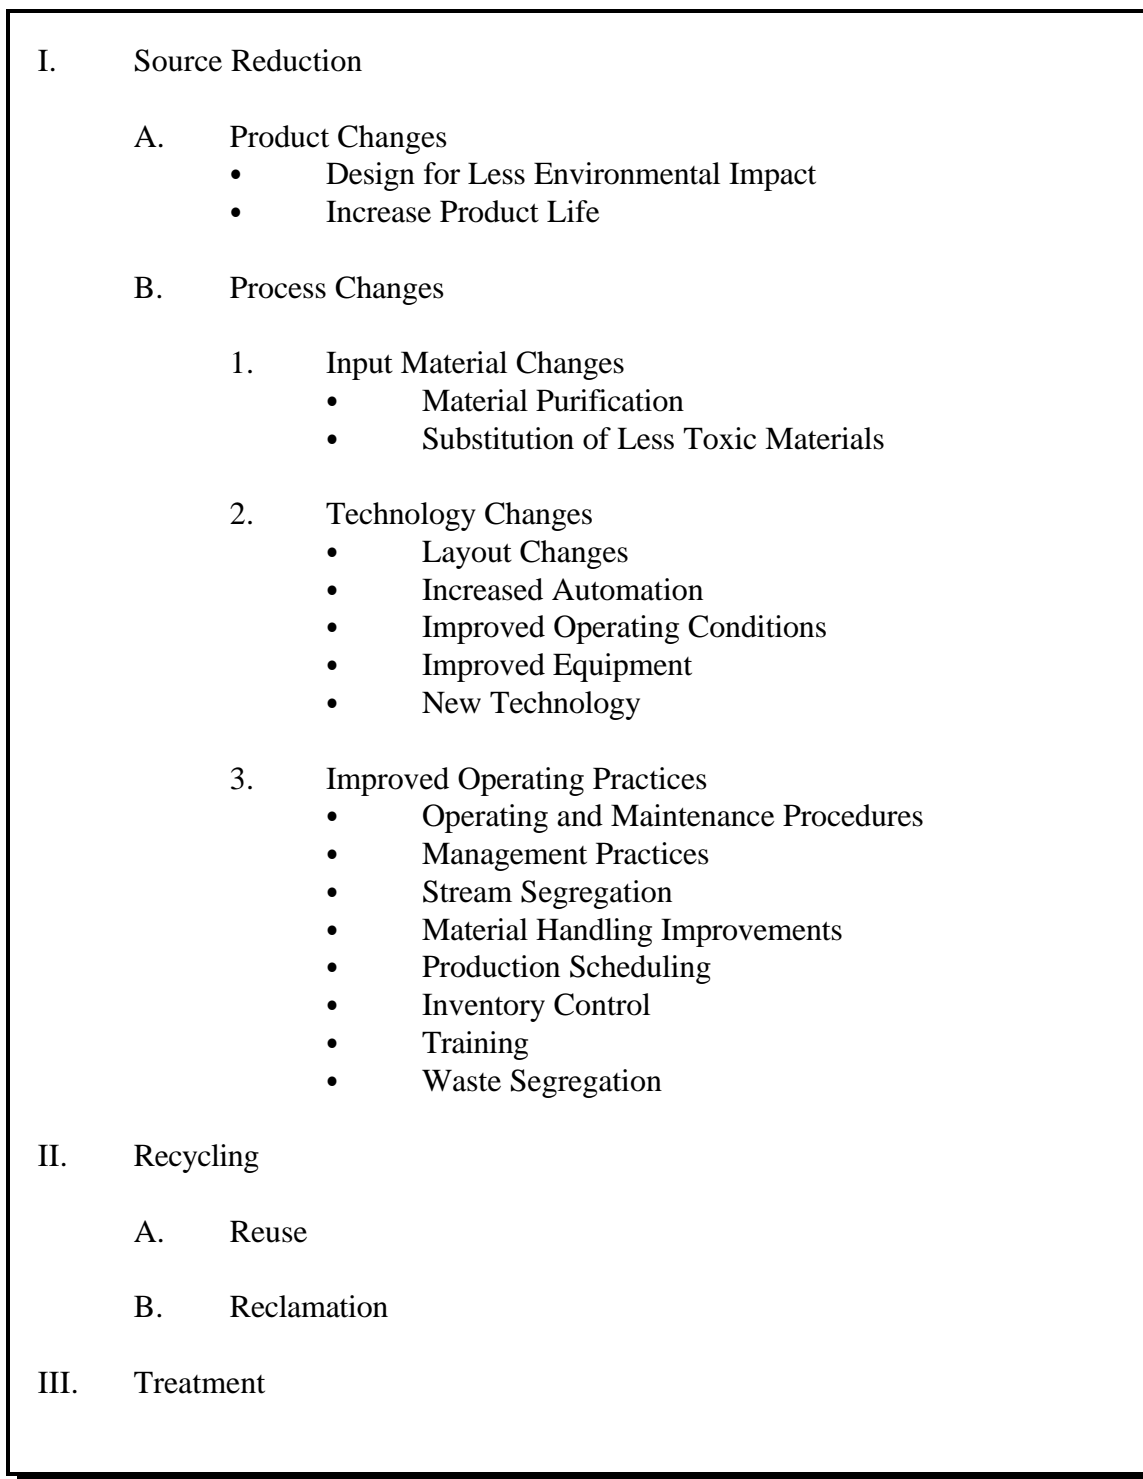 I. Source Reduction
A. Product Changes
• Design for Less Environmental Impact
• Increase Product Life
B. Process Changes
1. Input Material Changes
• Material Purification
• Substitution of Less Toxic Materials
2. Technology Changes
• Layout Changes
• Increased Automation
• Improved Operating Conditions
• Improved Equipment
• New Technology
3. Improved Operating Practices
• Operating and Maintenance Procedures
• Management Practices
• Stream Segregation
• Material Handling Improvements
• Production Scheduling
• Inventory Control
• Training
• Waste Segregation
II. Recycling
A. Reuse
B. Reclamation
III. Treatment